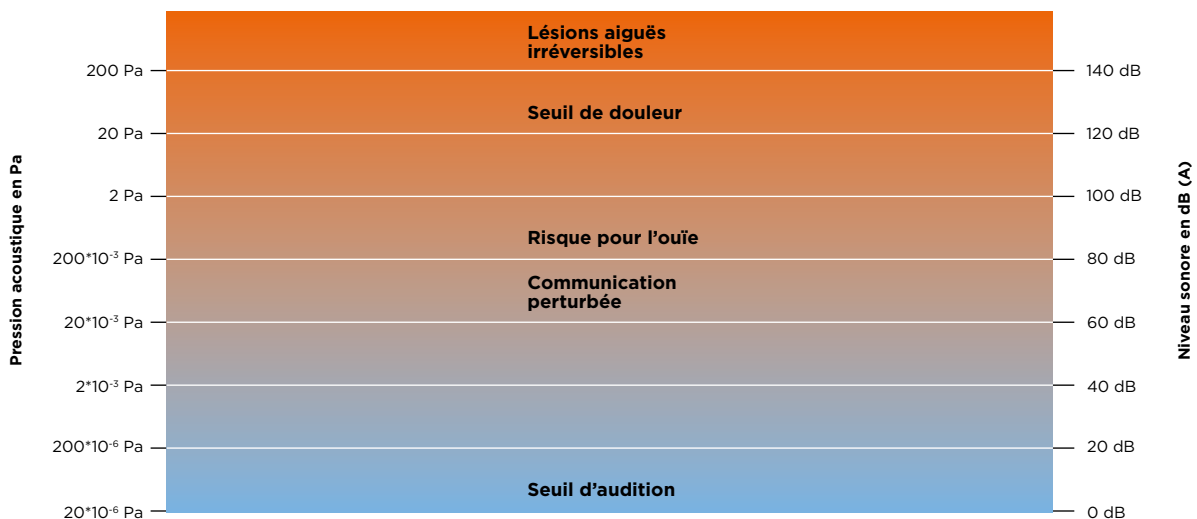 Lésions aiguës
irréversibles
200 Pa
140 dB
Seuil de douleur
20 Pa
120 dB
2 Pa
100 dB
Risque pour l'ouïe
200*10⁻³ Pa
80 dB
Communication
perturbée
20*10⁻³ Pa
60 dB
2*10⁻³ Pa
40 dB
200*10⁻⁶ Pa
20 dB
Seuil d'audition
20*10⁻⁶ Pa
0 dB
Pression acoustique en Pa
Niveau sonore en dB (A)